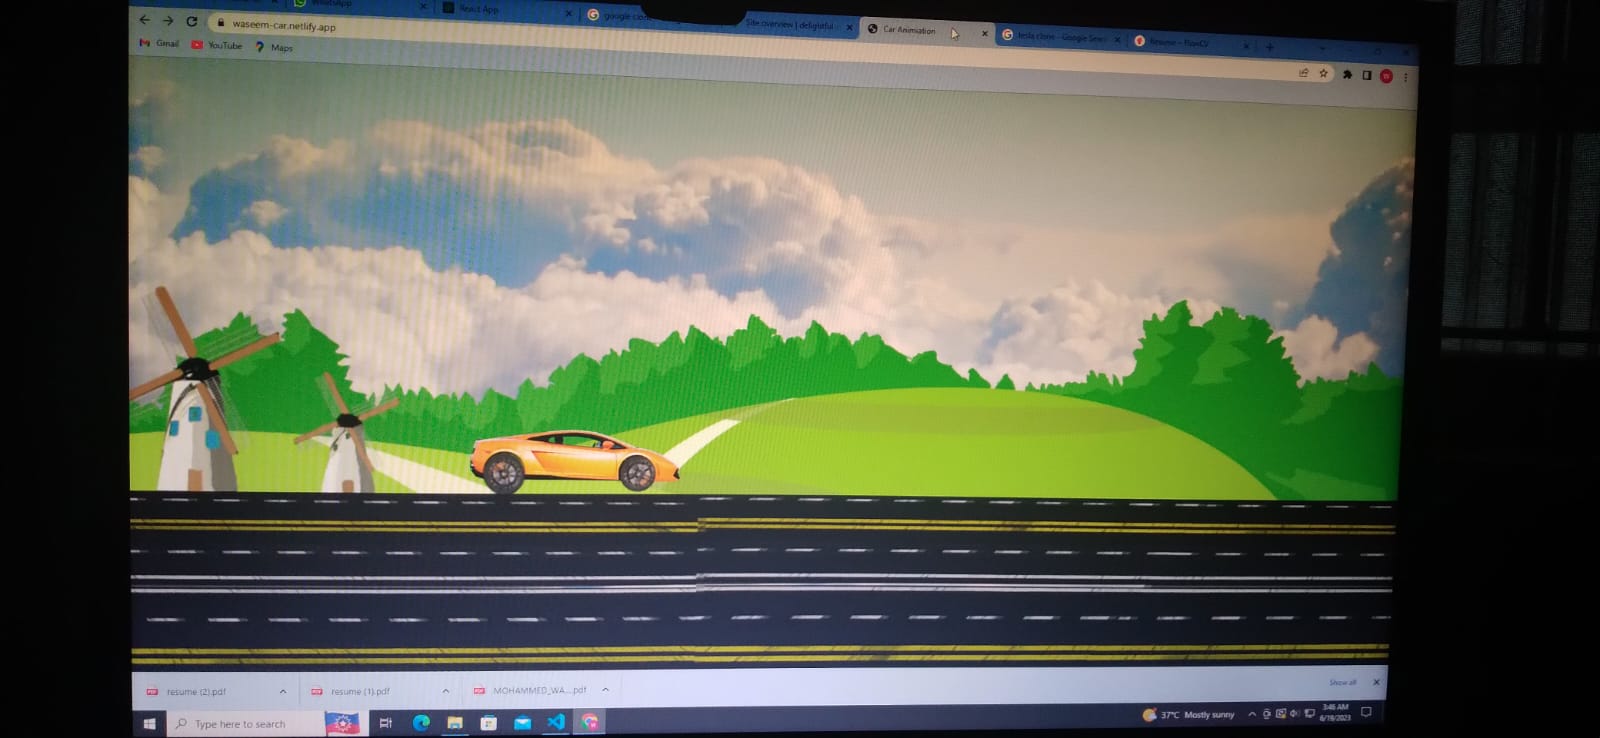 WhatsApp
React App
google clone
Site overview | delightful
Car Animation
tesla clone - Google Sear
Resume - FlowCV
waseem-car.netlify.app
Gmail YouTube Maps
W
resume (2).pdf
resume (1).pdf
MOHAMMED_WA....pdf
Show all
Type here to search
37°C Mostly sunny
3:46 AM
6/19/2023